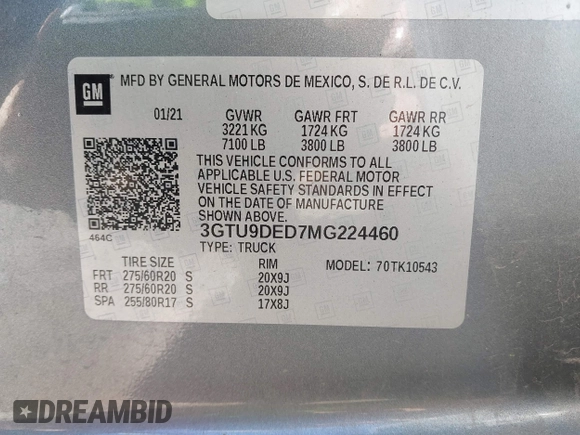 GM
MFD BY GENERAL MOTORS DE MEXICO, S. DE R.L. DE C.V.
01/21 GVWR GAWR FRT GAWR RR
3221 KG 1724 KG 1724 KG
7100 LB 3800 LB 3800 LB
THIS VEHICLE CONFORMS TO ALL
APPLICABLE U.S. FEDERAL MOTOR
VEHICLE SAFETY STANDARDS IN EFFECT
ON THE DATE OF MANUFACTURE
SHOWN ABOVE.
464C
3GTU9DED7MG224460
TYPE: TRUCK
TIRE SIZE RIM MODEL: 70TK10543
FRT 275/60R20 S 20X9J
RR 275/60R20 S 20X9J
SPA 255/80R17 S 17X8J
DREAMBID